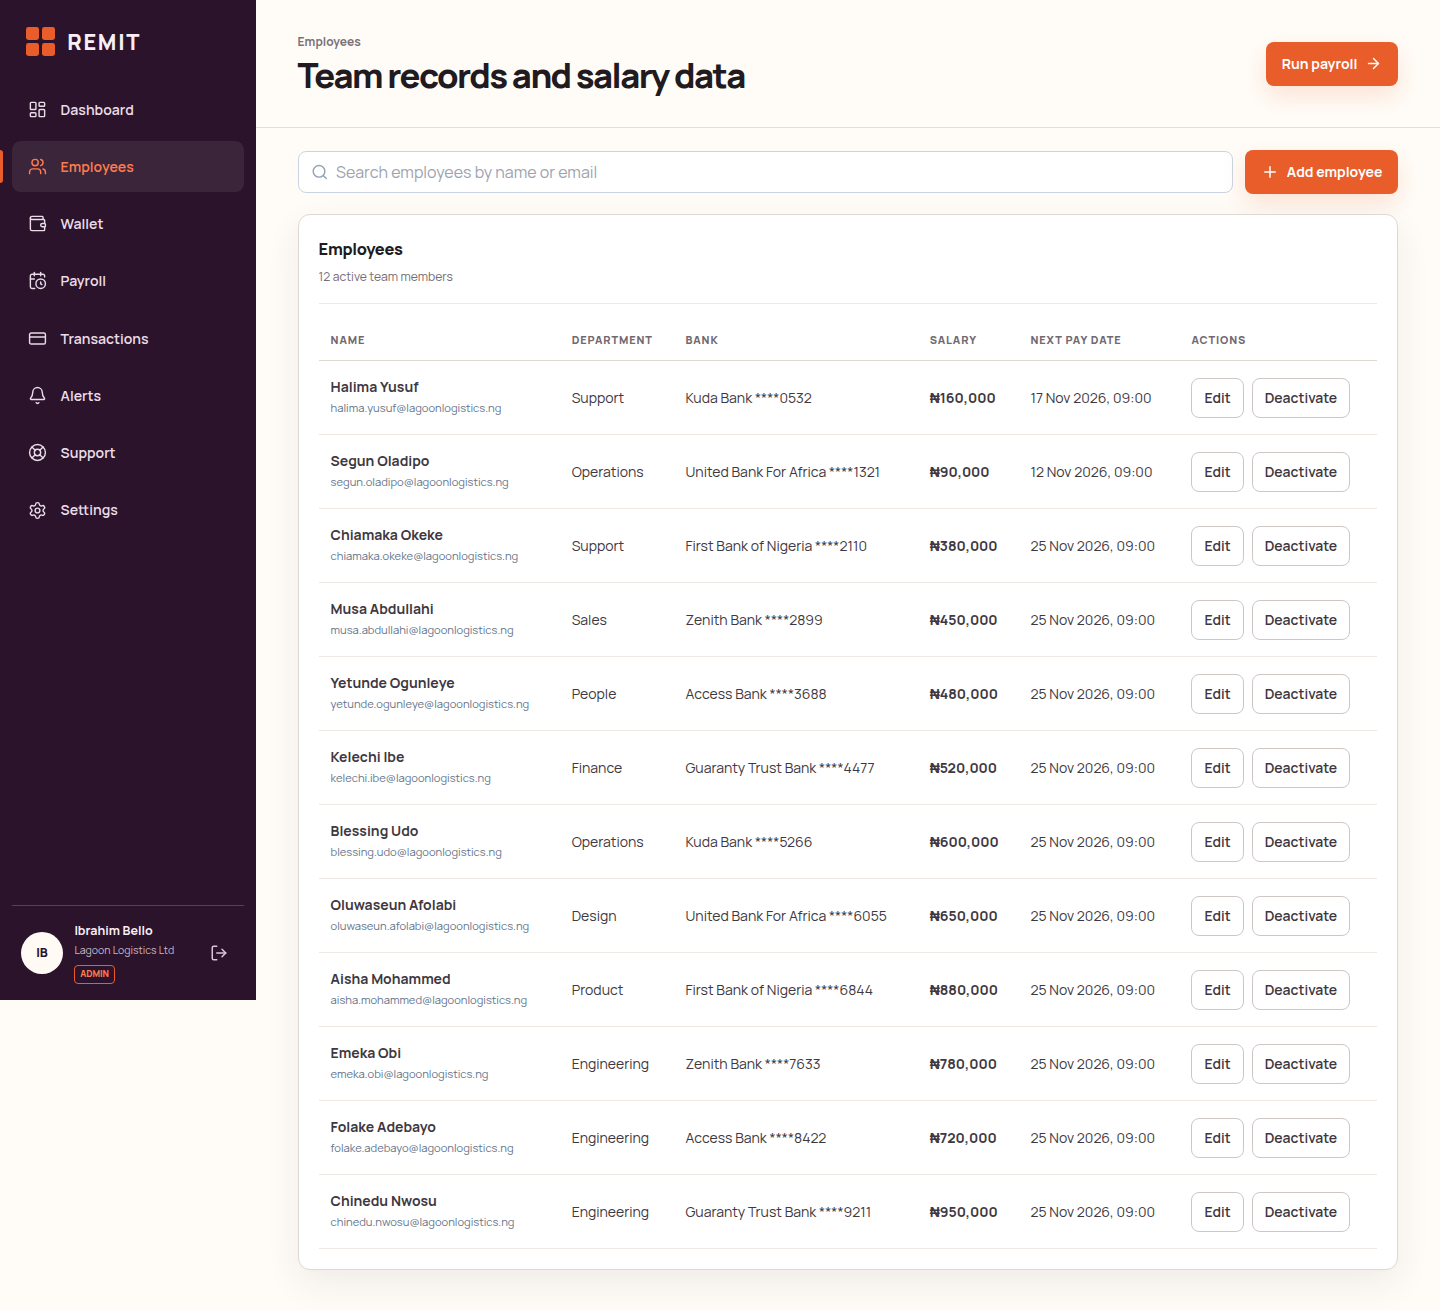 REMIT
Dashboard
Employees
Wallet
Payroll
Transactions
Alerts
Support
Settings
IB
Ibrahim Bello
Lagoon Logistics Ltd
ADMIN
Employees
Team records and salary data
Run payroll
Search employees by name or email
Add employee
Employees
12 active team members
NAME DEPARTMENT BANK SALARY NEXT PAY DATE ACTIONS
Halima Yusuf
halima.yusuf@lagoonlogistics.ng
Support Kuda Bank ****0532 ₦160,000 17 Nov 2026, 09:00 Edit Deactivate
Segun Oladipo
segun.oladipo@lagoonlogistics.ng
Operations United Bank For Africa ****1321 ₦90,000 12 Nov 2026, 09:00 Edit Deactivate
Chiamaka Okeke
chiamaka.okeke@lagoonlogistics.ng
Support First Bank of Nigeria ****2110 ₦380,000 25 Nov 2026, 09:00 Edit Deactivate
Musa Abdullahi
musa.abdullahi@lagoonlogistics.ng
Sales Zenith Bank ****2899 ₦450,000 25 Nov 2026, 09:00 Edit Deactivate
Yetunde Ogunleye
yetunde.ogunleye@lagoonlogistics.ng
People Access Bank ****3688 ₦480,000 25 Nov 2026, 09:00 Edit Deactivate
Kelechi Ibe
kelechi.ibe@lagoonlogistics.ng
Finance Guaranty Trust Bank ****4477 ₦520,000 25 Nov 2026, 09:00 Edit Deactivate
Blessing Udo
blessing.udo@lagoonlogistics.ng
Operations Kuda Bank ****5266 ₦600,000 25 Nov 2026, 09:00 Edit Deactivate
Oluwaseun Afolabi
oluwaseun.afolabi@lagoonlogistics.ng
Design United Bank For Africa ****6055 ₦650,000 25 Nov 2026, 09:00 Edit Deactivate
Aisha Mohammed
aisha.mohammed@lagoonlogistics.ng
Product First Bank of Nigeria ****6844 ₦880,000 25 Nov 2026, 09:00 Edit Deactivate
Emeka Obi
emeka.obi@lagoonlogistics.ng
Engineering Zenith Bank ****7633 ₦780,000 25 Nov 2026, 09:00 Edit Deactivate
Folake Adebayo
folake.adebayo@lagoonlogistics.ng
Engineering Access Bank ****8422 ₦720,000 25 Nov 2026, 09:00 Edit Deactivate
Chinedu Nwosu
chinedu.nwosu@lagoonlogistics.ng
Engineering Guaranty Trust Bank ****9211 ₦950,000 25 Nov 2026, 09:00 Edit Deactivate